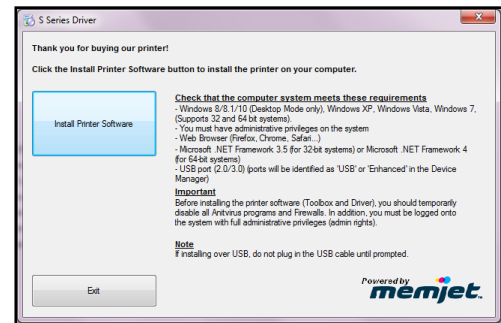 S Series Driver
Thank you for buying our printer!
Click the Install Printer Software button to install the printer on your computer.
Install Printer Software
Check that the computer system meets these requirements
- Windows 8/8.1/10 (Desktop Mode only), Windows XP, Windows Vista, Windows 7,
(Supports 32 and 64 bit systems).
- You must have administrative privileges on the system
- Web Browser (Firefox, Chrome, Safari...)
- Microsoft .NET Framework 3.5 (for 32-bit systems) or Microsoft .NET Framework 4
(for 64-bit systems)
- USB port (2.0/3.0) (ports will be identified as 'USB' or 'Enhanced' in the Device
Manager)
Important
Before installing the printer software (Toolbox and Driver), you should temporarily
disable all Antivirus programs and Firewalls. In addition, you must be logged onto
the system with full administrative privileges (admin rights).
Note
If installing over USB, do not plug in the USB cable until prompted.
Exit
Powered by
memjet